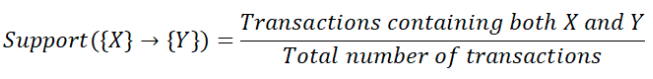 Support({X} → {Y}) = Transactions containing both X and Y
Total number of transactions